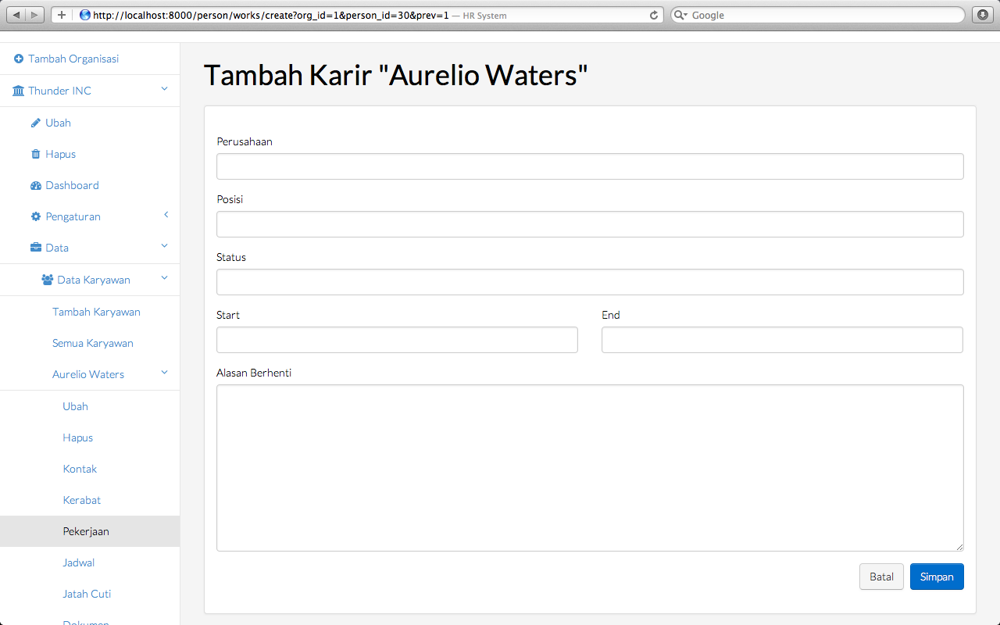 http://localhost:8000/person/works/create?org_id=1&person_id=30&prev=1 — HR System
Google
Tambah Organisasi
Thunder INC
Ubah
Hapus
Dashboard
Pengaturan
Data
Data Karyawan
Tambah Karyawan
Semua Karyawan
Aurelio Waters
Ubah
Hapus
Kontak
Kerabat
Pekerjaan
Jadwal
Jatah Cuti
Dokumen
Tambah Karir "Aurelio Waters"
Perusahaan
Posisi
Status
Start End
Alasan Berhenti
Batal Simpan